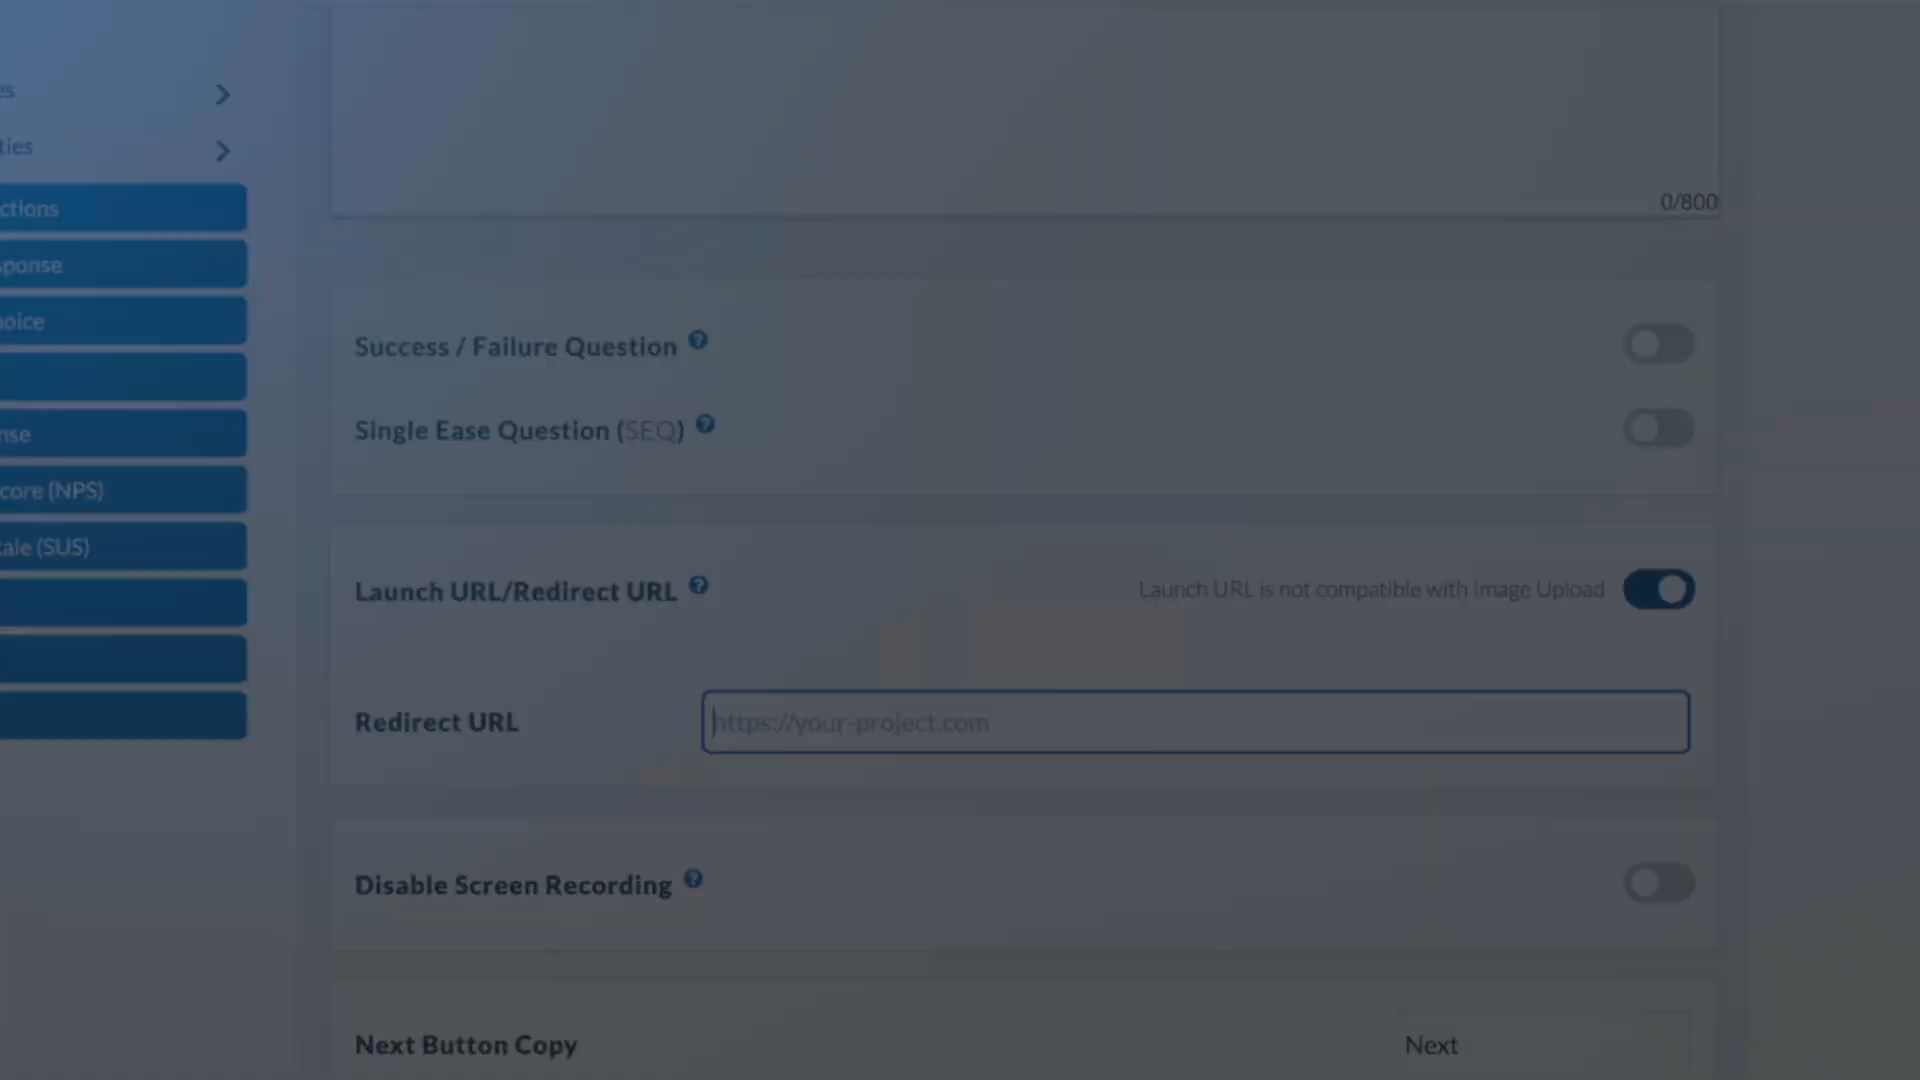 es
ties
ctions
ponse
oice
nse
core (NPS)
ale (SUS)
0/800
Success / Failure Question ?
Single Ease Question (SEQ) ?
Launch URL/Redirect URL ?
Launch URL is not compatible with Image Upload
Redirect URL
https://your-project.com
Disable Screen Recording ?
Next Button Copy
Next